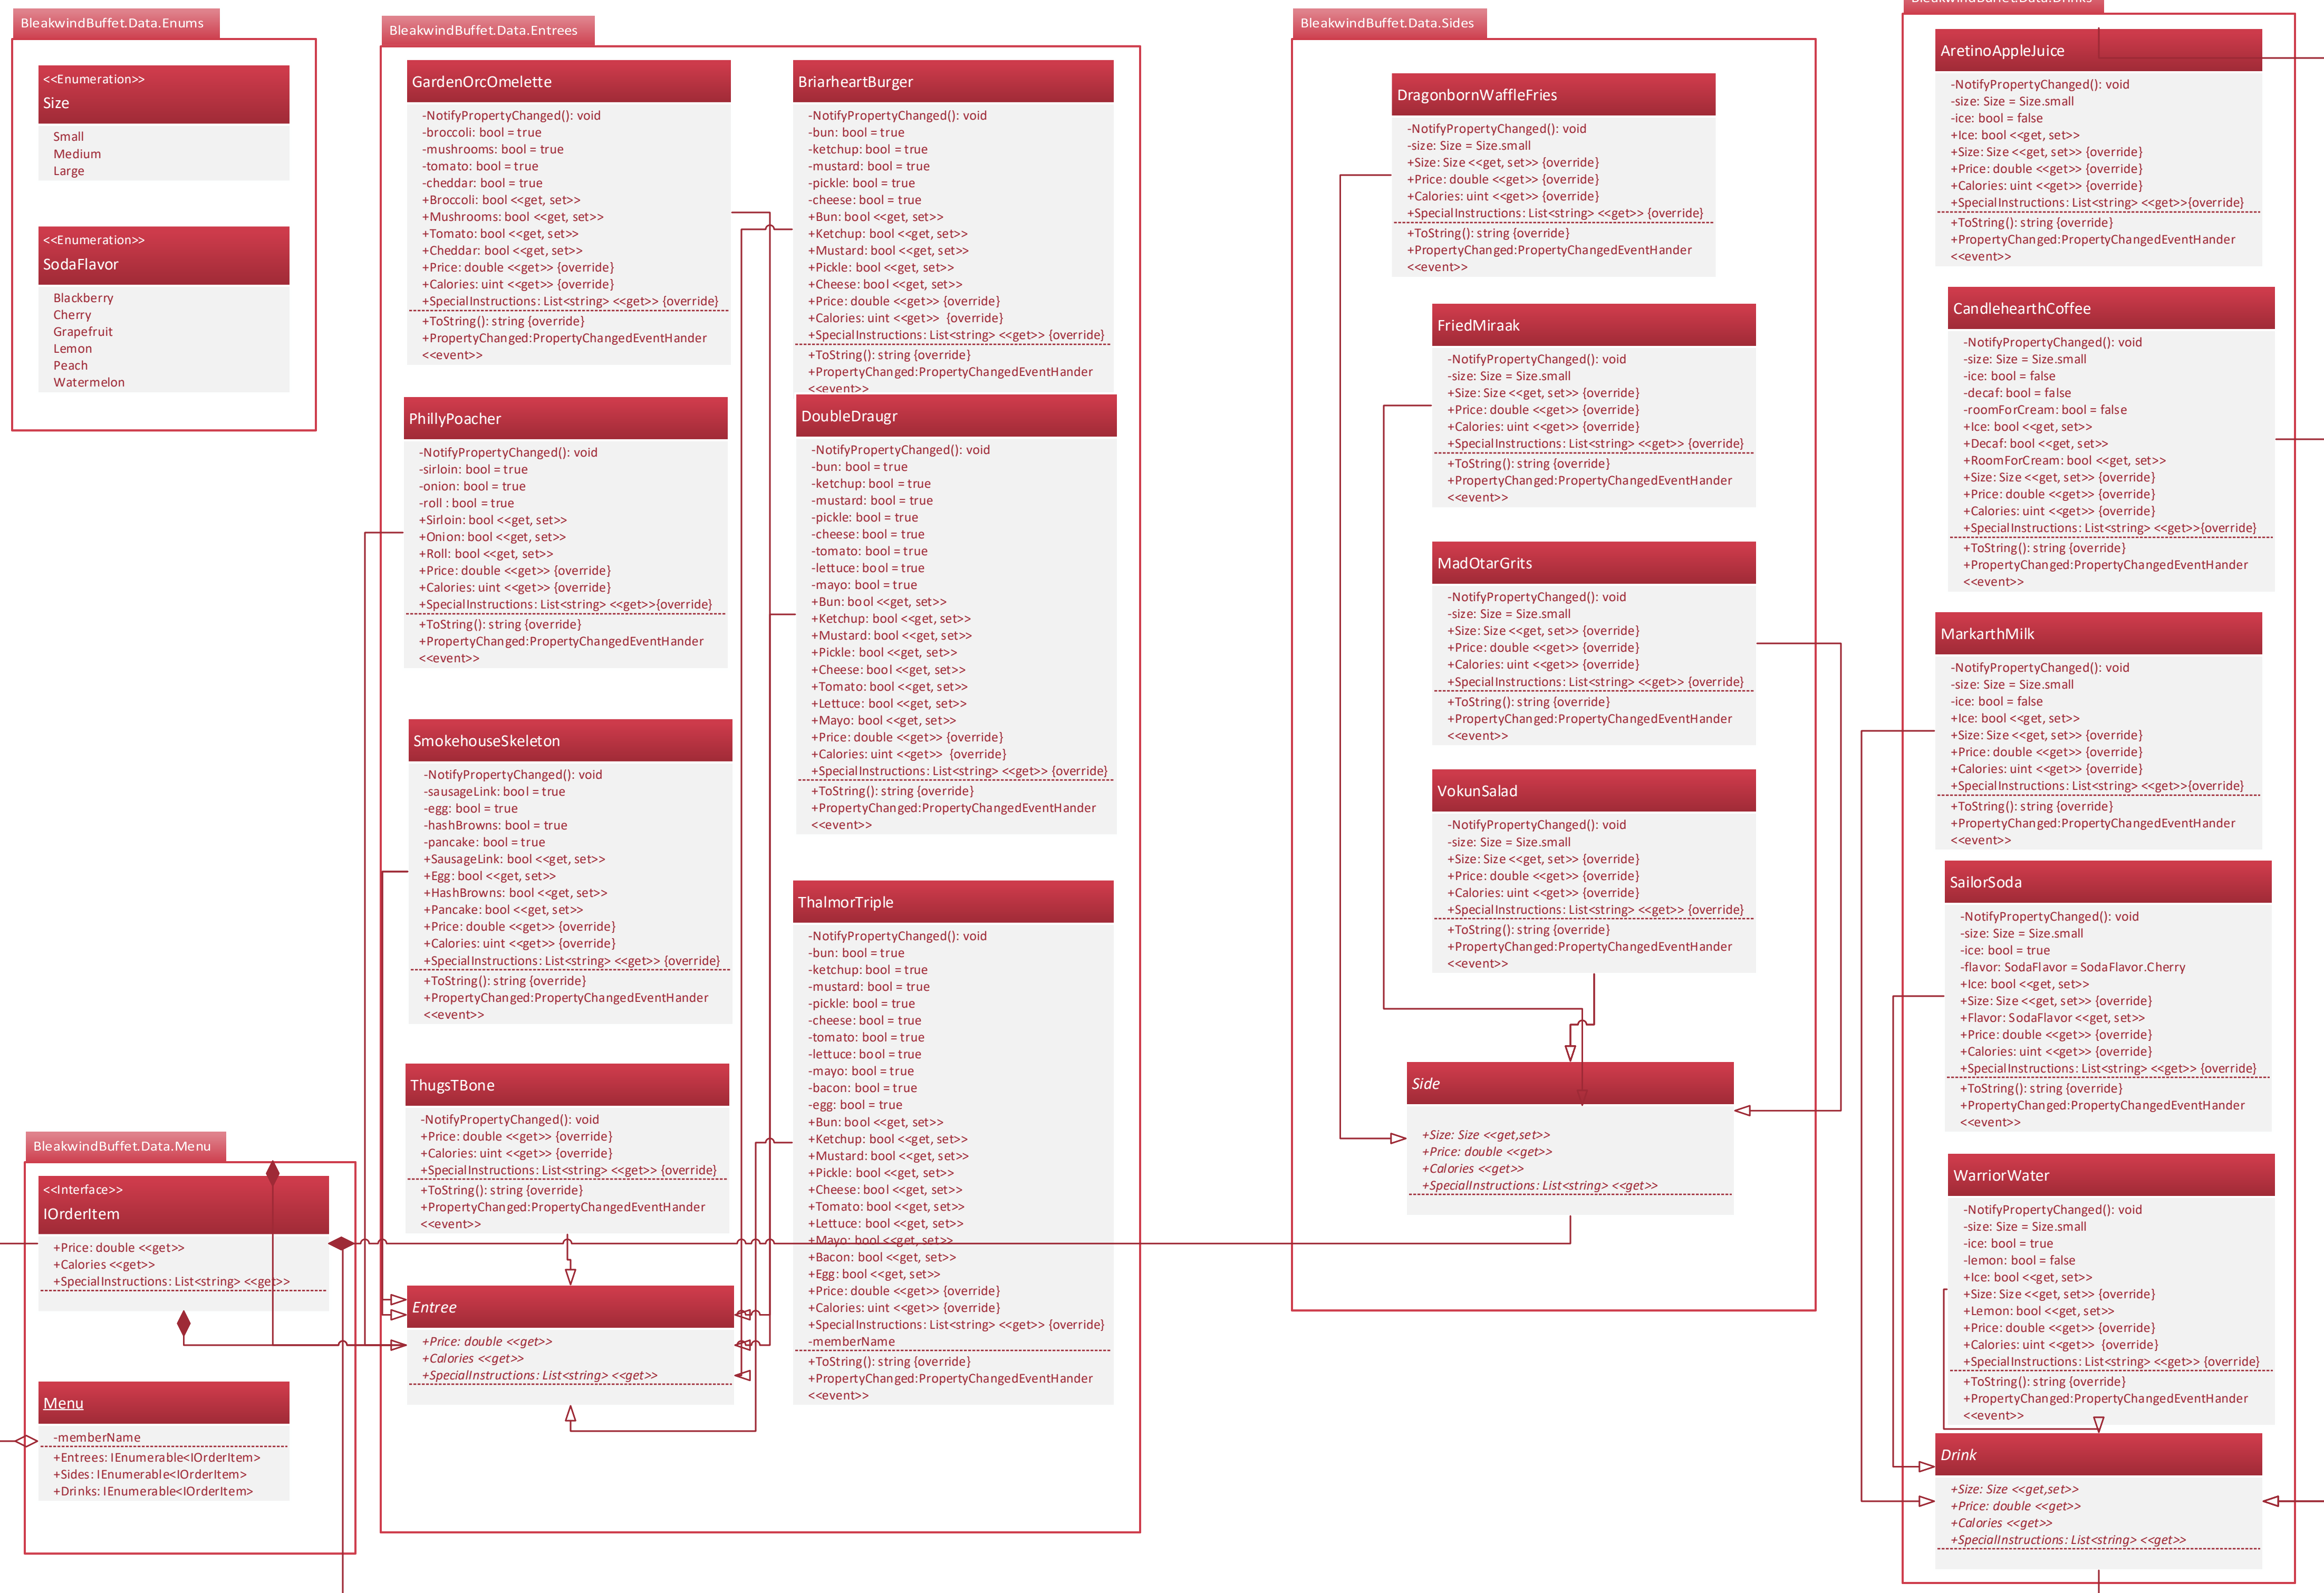 BleakwindBuffet.Data.Enums
<<Enumeration>>
Size
Small
Medium
Large
<<Enumeration>>
SodaFlavor
Blackberry
Cherry
Grapefruit
Lemon
Peach
Watermelon
BleakwindBuffet.Data.Menu
<<Interface>>
IOrderItem
+Price: double <<get>>
+Calories <<get>>
+SpecialInstructions: List<string> <<get>>
Menu
-memberName
+Entrees: IEnumerable<IOrderItem>
+Sides: IEnumerable<IOrderItem>
+Drinks: IEnumerable<IOrderItem>
BleakwindBuffet.Data.Entrees
GardenOrcOmelette
-NotifyPropertyChanged(): void
-broccoli: bool = true
-mushrooms: bool = true
-tomato: bool = true
-cheddar: bool = true
+Broccoli: bool <<get, set>>
+Mushrooms: bool <<get, set>>
+Tomato: bool <<get, set>>
+Cheddar: bool <<get, set>>
+Price: double <<get>> {override}
+Calories: uint <<get>> {override}
+SpecialInstructions: List<string> <<get>> {override}
+ToString(): string {override}
+PropertyChanged:PropertyChangedEventHander
<<event>>
PhillyPoacher
-NotifyPropertyChanged(): void
-sirloin: bool = true
-onion: bool = true
-roll : bool = true
+Sirloin: bool <<get, set>>
+Onion: bool <<get, set>>
+Roll: bool <<get, set>>
+Price: double <<get>> {override}
+Calories: uint <<get>> {override}
+SpecialInstructions: List<string> <<get>>{override}
+ToString(): string {override}
+PropertyChanged:PropertyChangedEventHander
<<event>>
SmokehouseSkeleton
-NotifyPropertyChanged(): void
-sausageLink: bool = true
-egg: bool = true
-hashBrowns: bool = true
-pancake: bool = true
+SausageLink: bool <<get, set>>
+Egg: bool <<get, set>>
+HashBrowns: bool <<get, set>>
+Pancake: bool <<get, set>>
+Price: double <<get>> {override}
+Calories: uint <<get>> {override}
+SpecialInstructions: List<string> <<get>> {override}
+ToString(): string {override}
+PropertyChanged:PropertyChangedEventHander
<<event>>
ThugsTBone
-NotifyPropertyChanged(): void
+Price: double <<get>> {override}
+Calories: uint <<get>> {override}
+SpecialInstructions: List<string> <<get>> {override}
+ToString(): string {override}
+PropertyChanged:PropertyChangedEventHander
<<event>>
Entree
+Price: double <<get>>
+Calories <<get>>
+SpecialInstructions: List<string> <<get>>
BriarheartBurger
-NotifyPropertyChanged(): void
-bun: bool = true
-ketchup: bool = true
-mustard: bool = true
-pickle: bool = true
-cheese: bool = true
+Bun: bool <<get, set>>
+Ketchup: bool <<get, set>>
+Mustard: bool <<get, set>>
+Pickle: bool <<get, set>>
+Cheese: bool <<get, set>>
+Price: double <<get>> {override}
+Calories: uint <<get>>  {override}
+SpecialInstructions: List<string> <<get>> {override}
+ToString(): string {override}
+PropertyChanged:PropertyChangedEventHander
<<event>>
DoubleDraugr
-NotifyPropertyChanged(): void
-bun: bool = true
-ketchup: bool = true
-mustard: bool = true
-pickle: bool = true
-cheese: bool = true
-tomato: bool = true
-lettuce: bool = true
-mayo: bool = true
+Bun: bool <<get, set>>
+Ketchup: bool <<get, set>>
+Mustard: bool <<get, set>>
+Pickle: bool <<get, set>>
+Cheese: bool <<get, set>>
+Tomato: bool <<get, set>>
+Lettuce: bool <<get, set>>
+Mayo: bool <<get, set>>
+Price: double <<get>> {override}
+Calories: uint <<get>>  {override}
+SpecialInstructions: List<string> <<get>> {override}
+ToString(): string {override}
+PropertyChanged:PropertyChangedEventHander
<<event>>
ThalmorTriple
-NotifyPropertyChanged(): void
-bun: bool = true
-ketchup: bool = true
-mustard: bool = true
-pickle: bool = true
-cheese: bool = true
-tomato: bool = true
-lettuce: bool = true
-mayo: bool = true
-bacon: bool = true
-egg: bool = true
+Bun: bool <<get, set>>
+Ketchup: bool <<get, set>>
+Mustard: bool <<get, set>>
+Pickle: bool <<get, set>>
+Cheese: bool <<get, set>>
+Tomato: bool <<get, set>>
+Lettuce: bool <<get, set>>
+Mayo: bool <<get, set>>
+Bacon: bool <<get, set>>
+Egg: bool <<get, set>>
+Price: double <<get>> {override}
+Calories: uint <<get>> {override}
+SpecialInstructions: List<string> <<get>> {override}
-memberName
+ToString(): string {override}
+PropertyChanged:PropertyChangedEventHander
<<event>>
BleakwindBuffet.Data.Sides
DragonbornWaffleFries
-NotifyPropertyChanged(): void
-size: Size = Size.small
+Size: Size <<get, set>> {override}
+Price: double <<get>> {override}
+Calories: uint <<get>> {override}
+SpecialInstructions: List<string> <<get>> {override}
+ToString(): string {override}
+PropertyChanged:PropertyChangedEventHander
<<event>>
FriedMiraak
-NotifyPropertyChanged(): void
-size: Size = Size.small
+Size: Size <<get, set>> {override}
+Price: double <<get>> {override}
+Calories: uint <<get>> {override}
+SpecialInstructions: List<string> <<get>> {override}
+ToString(): string {override}
+PropertyChanged:PropertyChangedEventHander
<<event>>
MadOtarGrits
-NotifyPropertyChanged(): void
-size: Size = Size.small
+Size: Size <<get, set>> {override}
+Price: double <<get>> {override}
+Calories: uint <<get>> {override}
+SpecialInstructions: List<string> <<get>> {override}
+ToString(): string {override}
+PropertyChanged:PropertyChangedEventHander
<<event>>
VokunSalad
-NotifyPropertyChanged(): void
-size: Size = Size.small
+Size: Size <<get, set>> {override}
+Price: double <<get>> {override}
+Calories: uint <<get>> {override}
+SpecialInstructions: List<string> <<get>> {override}
+ToString(): string {override}
+PropertyChanged:PropertyChangedEventHander
<<event>>
Side
+Size: Size <<get,set>>
+Price: double <<get>>
+Calories <<get>>
+SpecialInstructions: List<string> <<get>>
BleakwindBuffet.Data.Drinks
AretinoAppleJuice
-NotifyPropertyChanged(): void
-size: Size = Size.small
-ice: bool = false
+Ice: bool <<get, set>>
+Size: Size <<get, set>> {override}
+Price: double <<get>> {override}
+Calories: uint <<get>> {override}
+SpecialInstructions: List<string> <<get>>{override}
+ToString(): string {override}
+PropertyChanged:PropertyChangedEventHander
<<event>>
CandlehearthCoffee
-NotifyPropertyChanged(): void
-size: Size = Size.small
-ice: bool = false
-decaf: bool = false
-roomForCream: bool = false
+Ice: bool <<get, set>>
+Decaf: bool <<get, set>>
+RoomForCream: bool <<get, set>>
+Size: Size <<get, set>> {override}
+Price: double <<get>> {override}
+Calories: uint <<get>> {override}
+SpecialInstructions: List<string> <<get>>{override}
+ToString(): string {override}
+PropertyChanged:PropertyChangedEventHander
<<event>>
MarkarthMilk
-NotifyPropertyChanged(): void
-size: Size = Size.small
-ice: bool = false
+Ice: bool <<get, set>>
+Size: Size <<get, set>> {override}
+Price: double <<get>> {override}
+Calories: uint <<get>> {override}
+SpecialInstructions: List<string> <<get>>{override}
+ToString(): string {override}
+PropertyChanged:PropertyChangedEventHander
<<event>>
SailorSoda
-NotifyPropertyChanged(): void
-size: Size = Size.small
-ice: bool = true
-flavor: SodaFlavor = SodaFlavor.Cherry
+Ice: bool <<get, set>>
+Size: Size <<get, set>> {override}
+Flavor: SodaFlavor <<get, set>>
+Price: double <<get>> {override}
+Calories: uint <<get>> {override}
+SpecialInstructions: List<string> <<get>> {override}
+ToString(): string {override}
+PropertyChanged:PropertyChangedEventHander
<<event>>
WarriorWater
-NotifyPropertyChanged(): void
-size: Size = Size.small
-ice: bool = true
-lemon: bool = false
+Ice: bool <<get, set>>
+Size: Size <<get, set>> {override}
+Lemon: bool <<get, set>>
+Price: double <<get>> {override}
+Calories: uint <<get>>  {override}
+SpecialInstructions: List<string> <<get>> {override}
+ToString(): string {override}
+PropertyChanged:PropertyChangedEventHander
<<event>>
Drink
+Size: Size <<get,set>>
+Price: double <<get>>
+Calories <<get>>
+SpecialInstructions: List<string> <<get>>